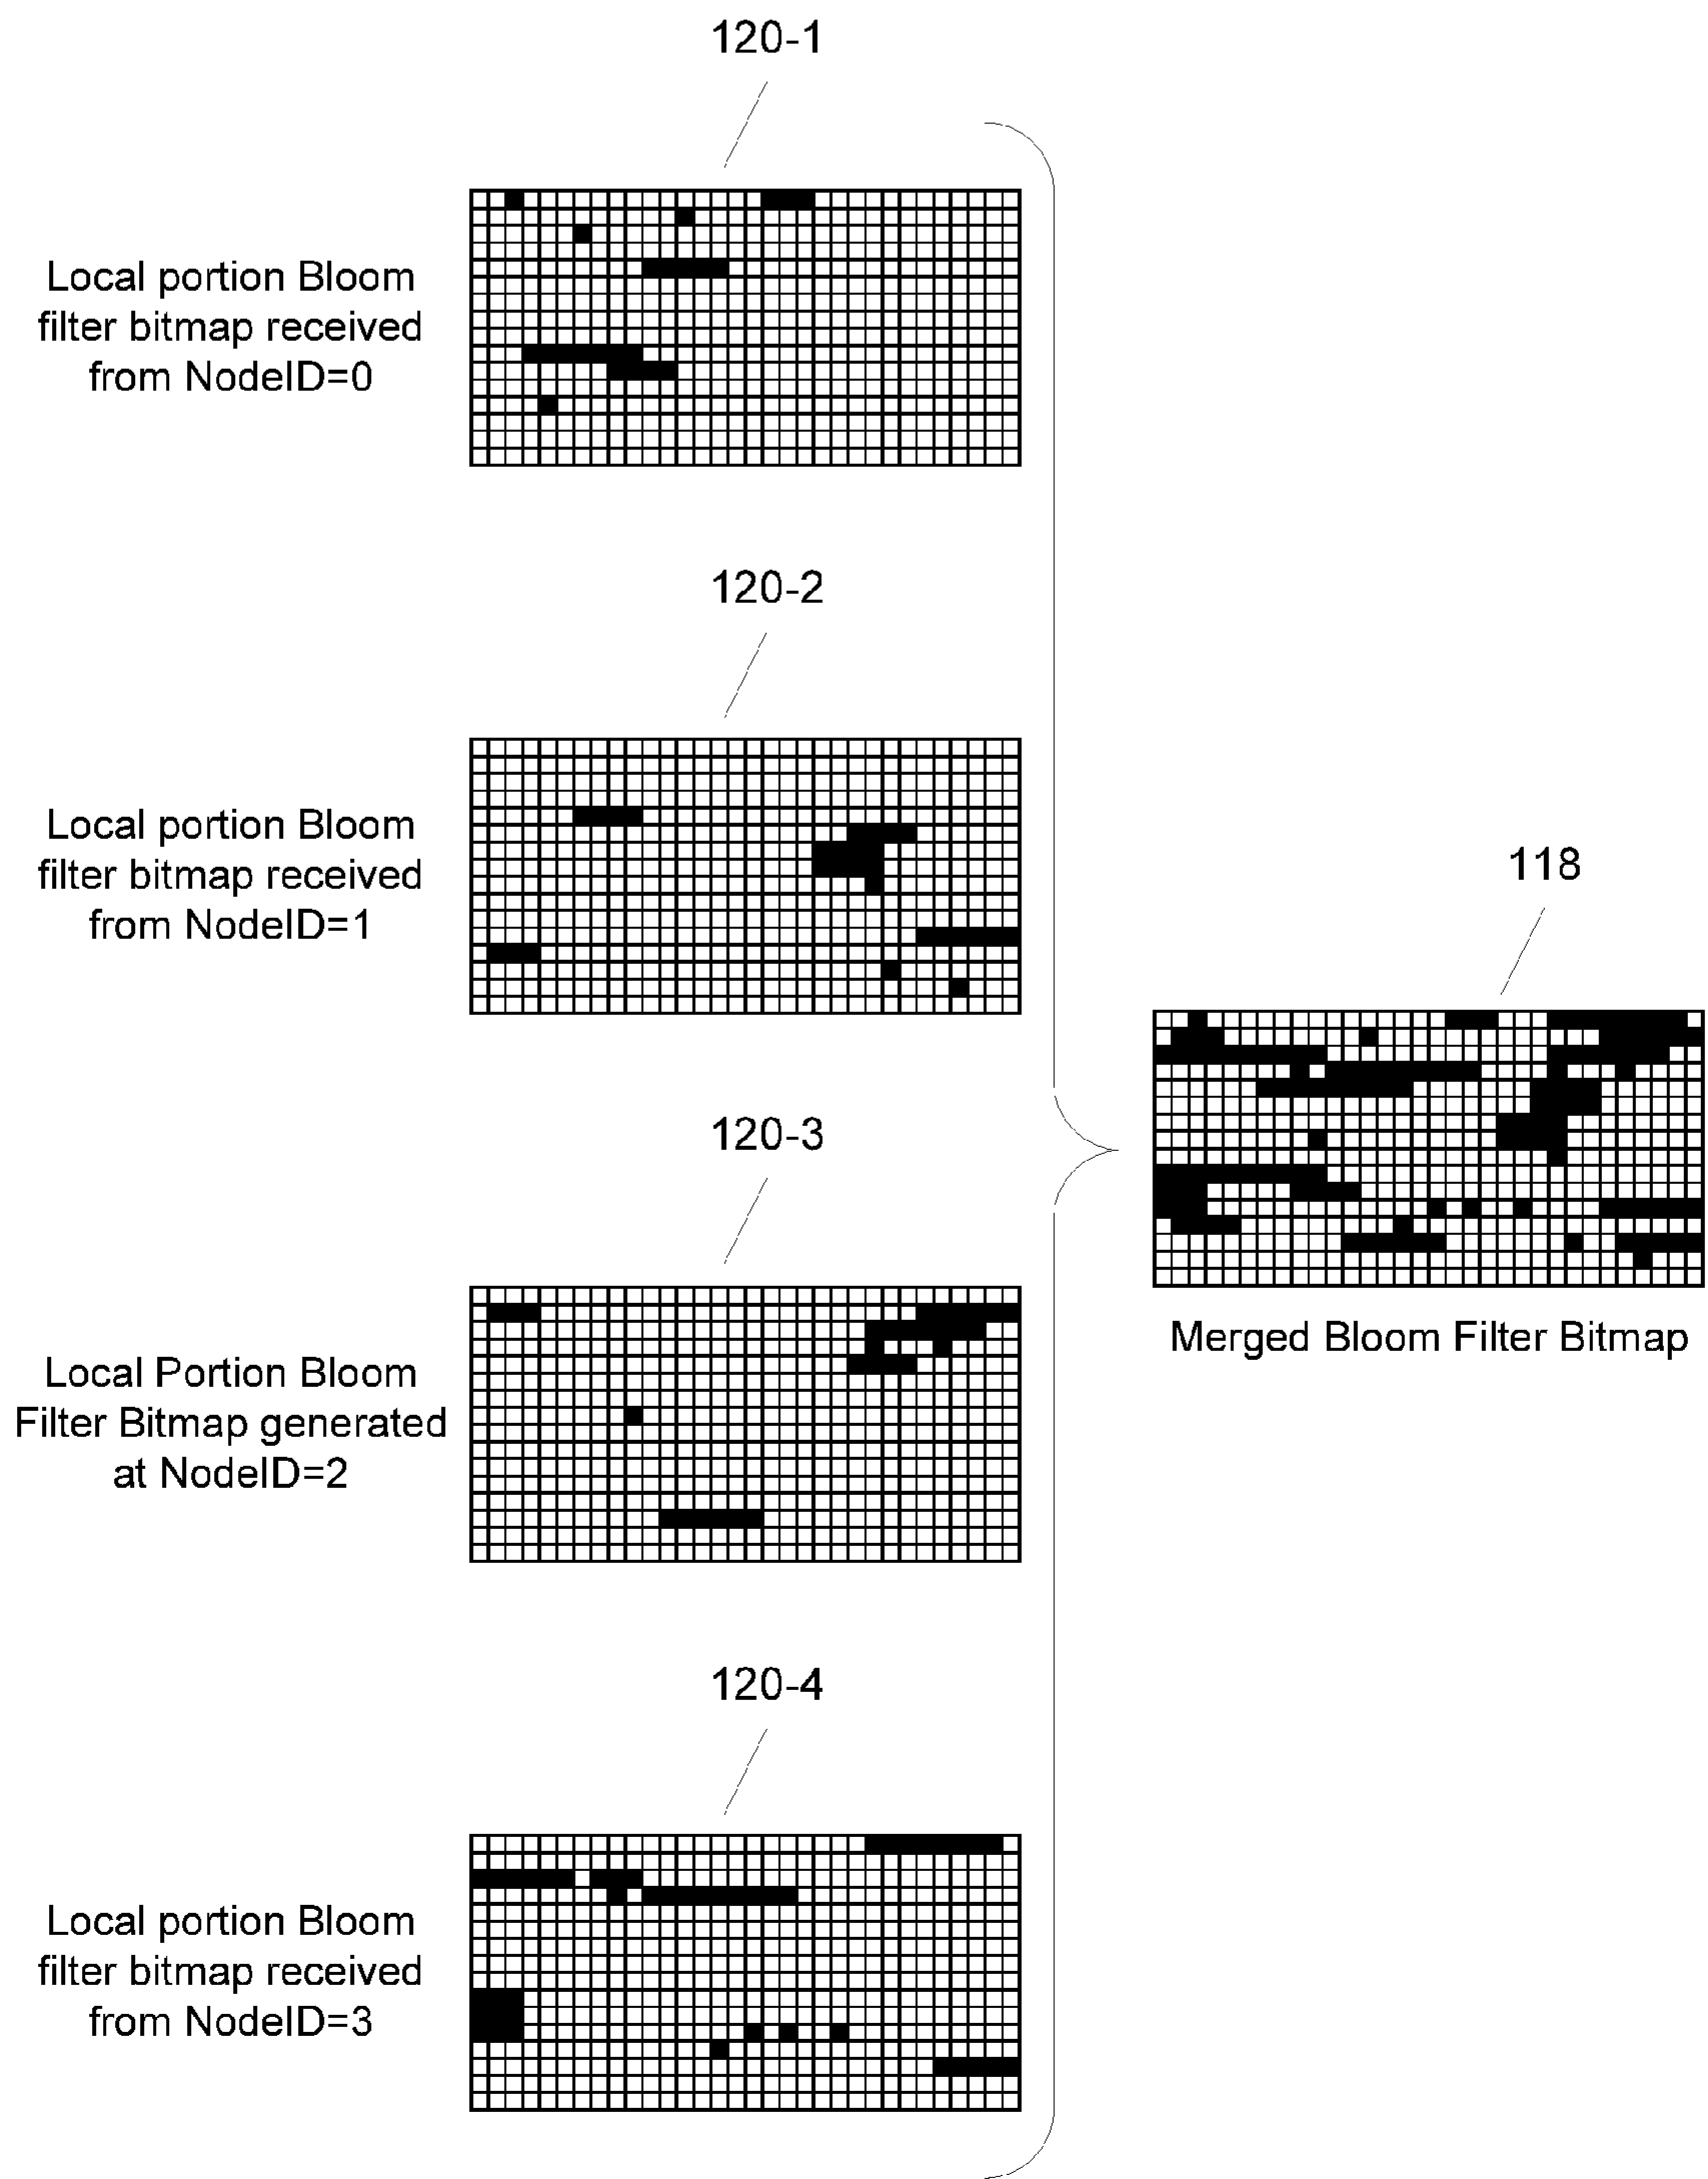 120-1
Local portion Bloom
filter bitmap received
from NodeID=0
120-2
Local portion Bloom
filter bitmap received
from NodeID=1
118
Merged Bloom Filter Bitmap
120-3
Local Portion Bloom
Filter Bitmap generated
at NodeID=2
120-4
Local portion Bloom
filter bitmap received
from NodeID=3